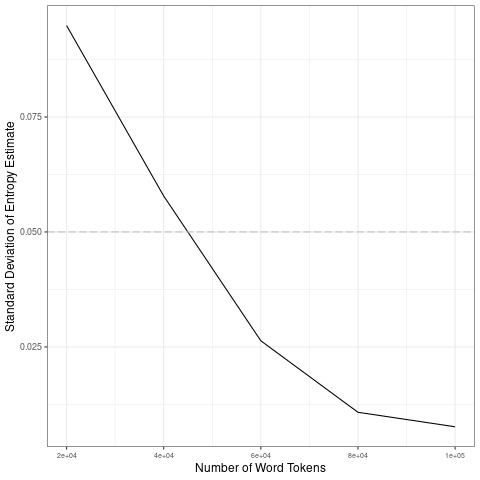 Standard Deviation of Entropy Estimate
0.075
0.050
0.025
2e+04 4e+04 6e+04 8e+04 1e+05
Number of Word Tokens